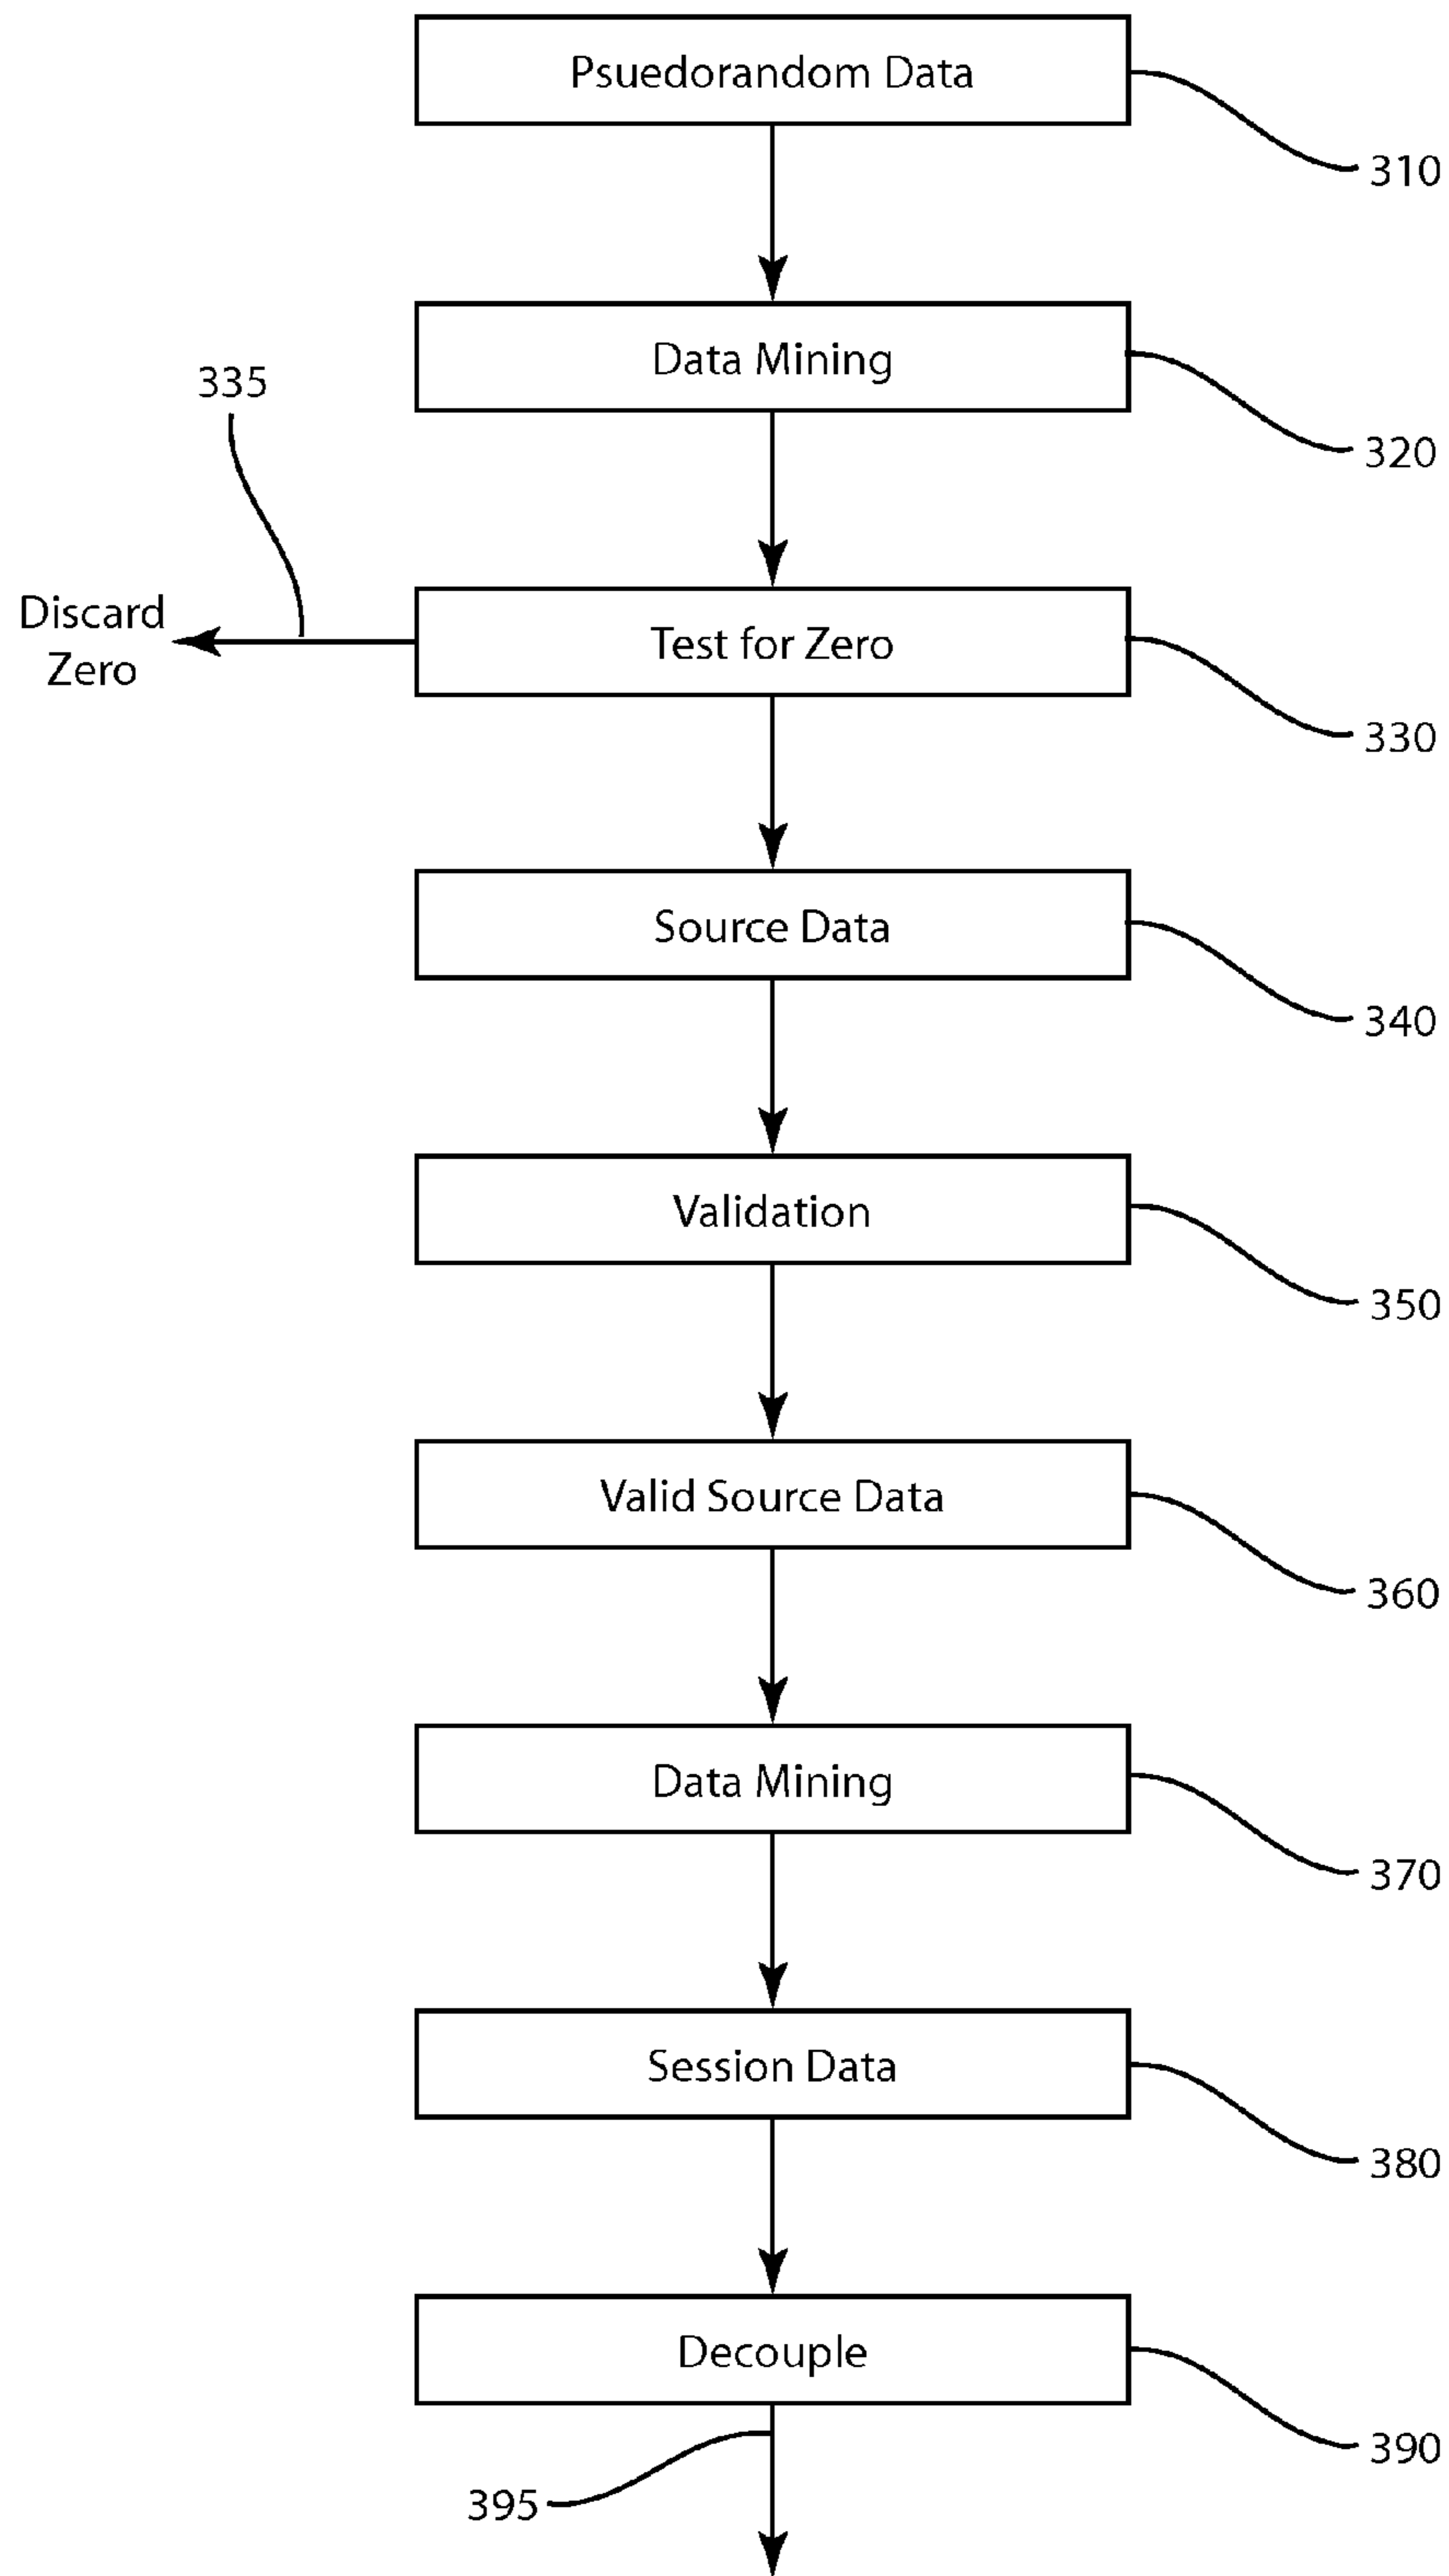 Psuedorandom Data
310
Data Mining
320
335
Discard
Zero
Test for Zero
330
Source Data
340
Validation
350
Valid Source Data
360
Data Mining
370
Session Data
380
Decouple
390
395